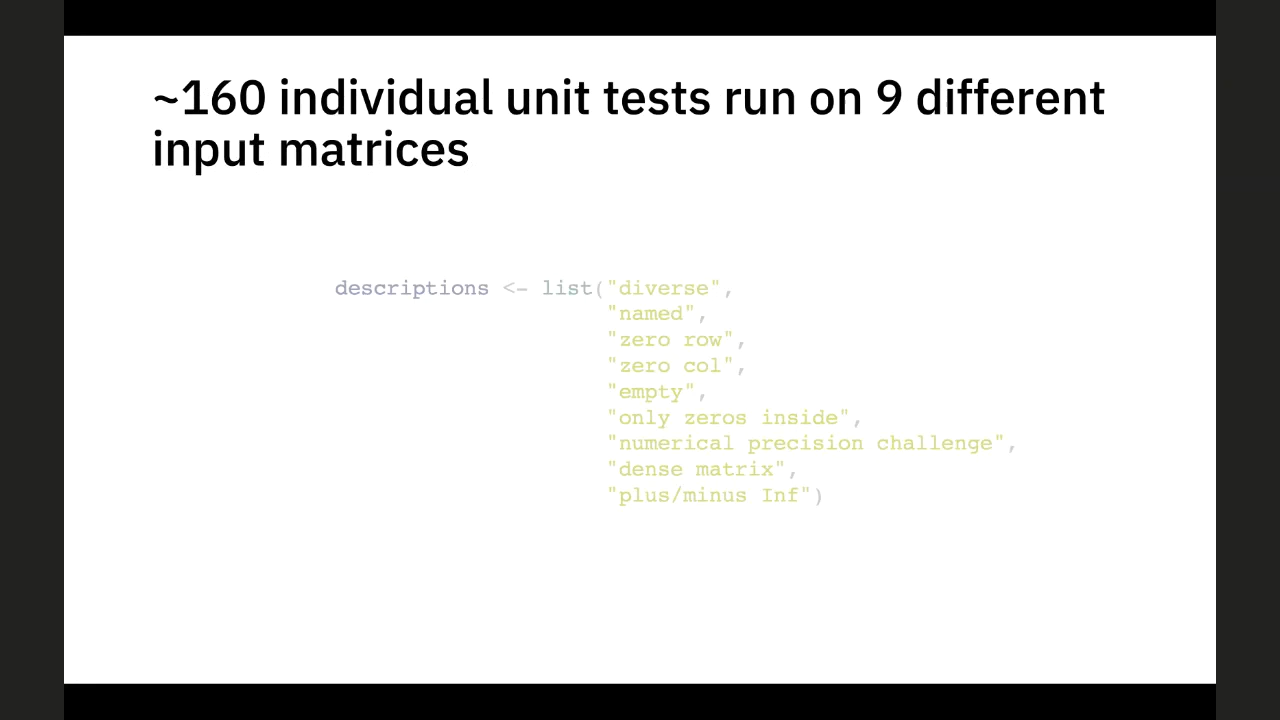 ~160 individual unit tests run on 9 different
input matrices
descriptions <- list("diverse",
"named",
"zero row",
"zero col",
"empty",
"only zeros inside",
"numerical precision challenge",
"dense matrix",
"plus/minus Inf")